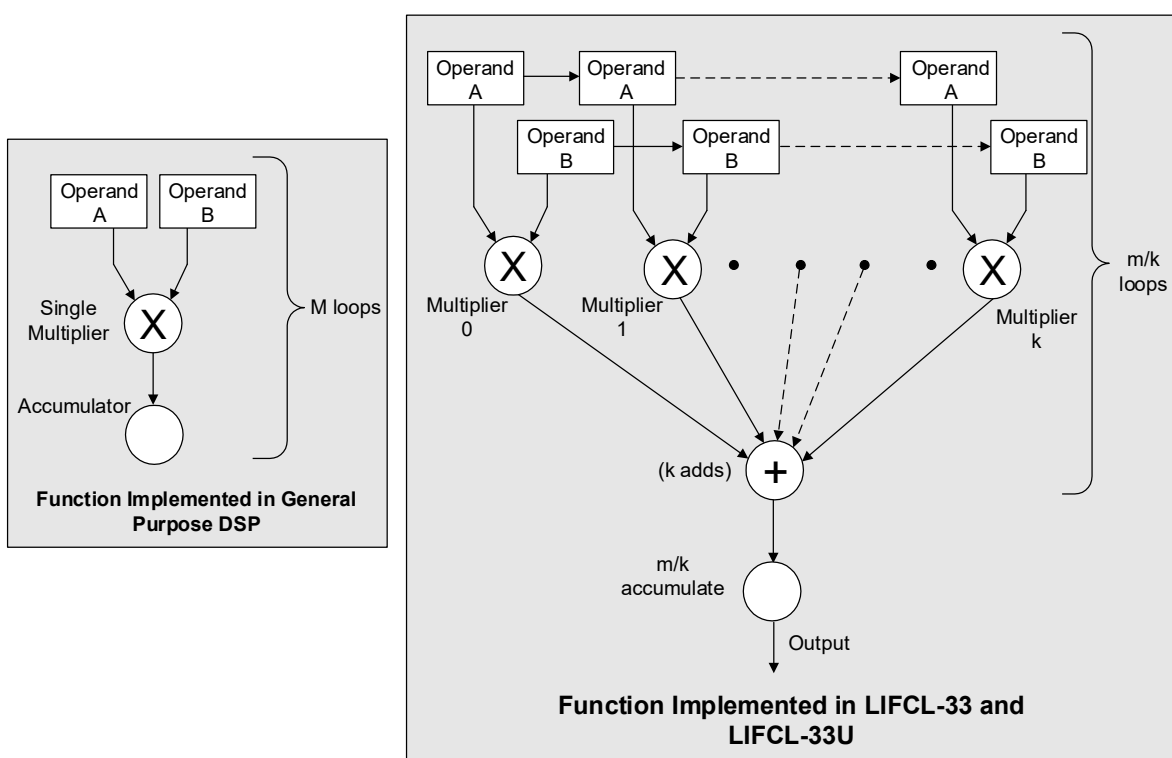 Operand
A
Operand
B
Single
Multiplier
X
M loops
Accumulator
Function Implemented in General
Purpose DSP
Operand
A
Operand
A
Operand
A
Operand
B
Operand
B
Operand
B
X
X
X
Multiplier
0
Multiplier
1
Multiplier
k
m/k
loops
(k adds)
+
m/k
accumulate
Output
Function Implemented in LIFCL-33 and
LIFCL-33U